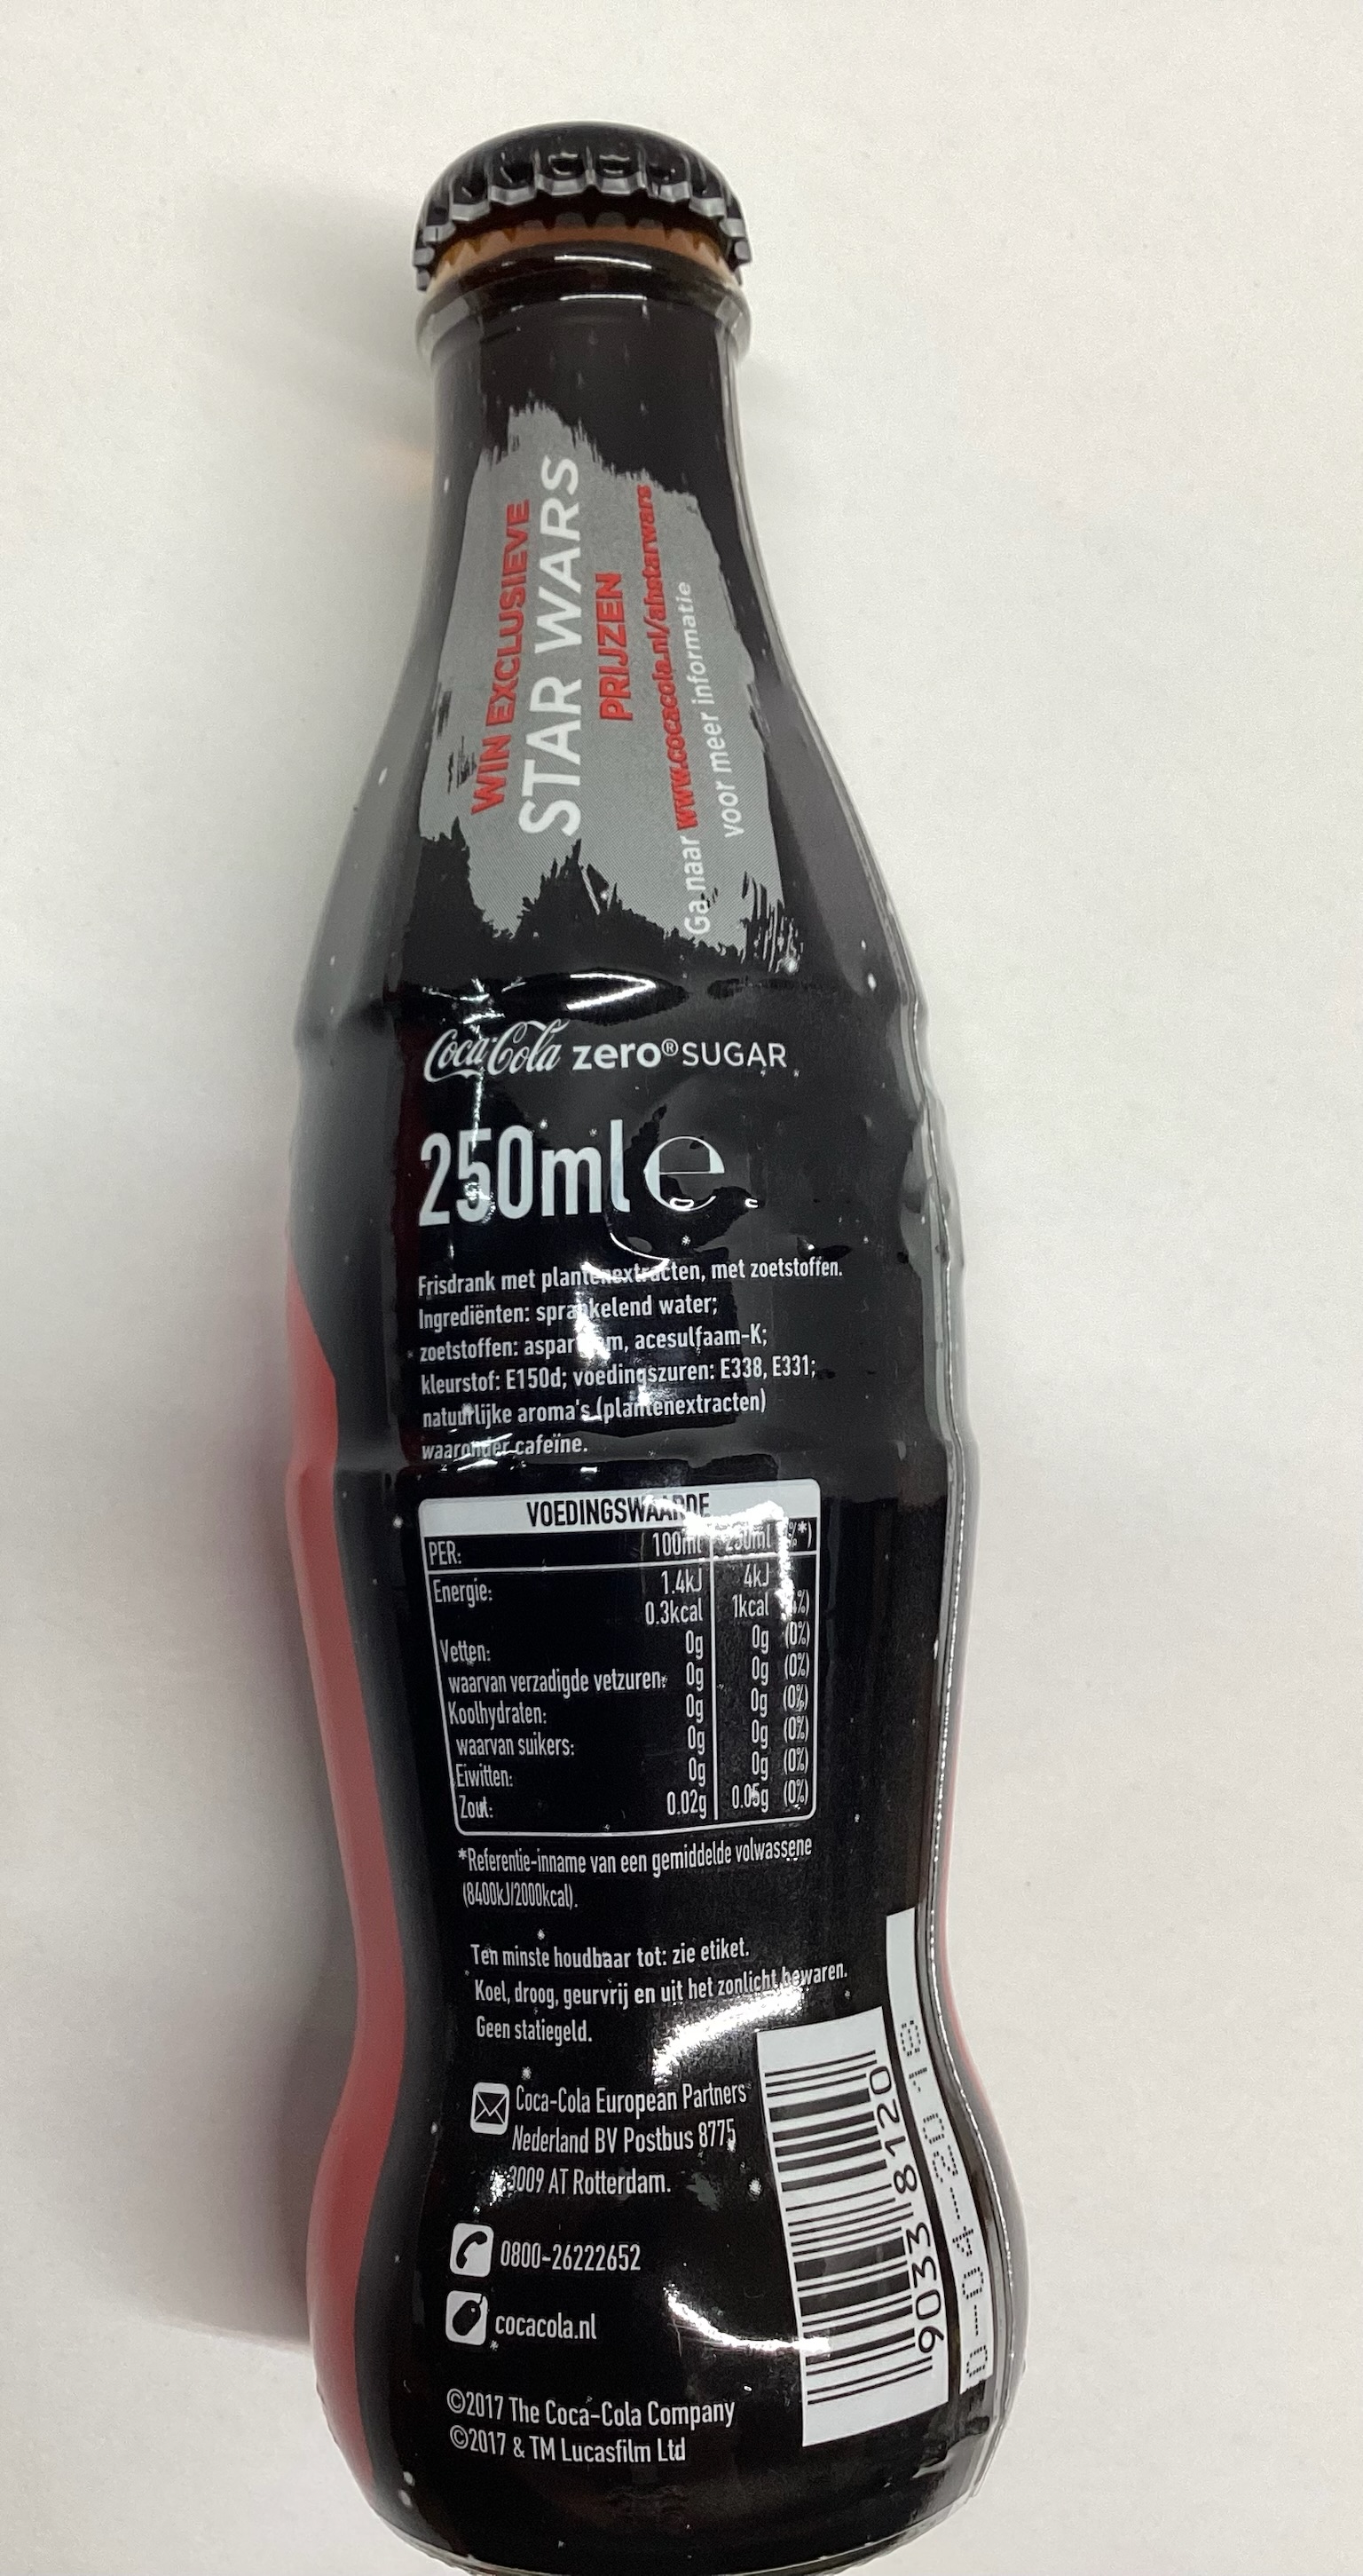 WIN EXCLUSIEVE
STAR WARS
PRIJZEN
Ga naar www.cocacola.nl/ahstarwars
voor meer informatie
Coca-Cola zero® SUGAR
250ml e
Frisdrank met plantenextracten, met zoetstoffen.
Ingrediënten: sprankelend water;
zoetstoffen: aspartaam, acesulfaam-K;
kleurstof: E150d; voedingszuren: E338, E331;
natuurlijke aroma's (plantenextracten)
waaronder cafeïne.
VOEDINGSWAARDE
PER: 100ml 250ml (%*)
Energie: 1.4kJ 4kJ
0.3kcal 1kcal
Vetten: 0g 0g (0%)
waarvan verzadigde vetzuren: 0g 0g (0%)
Koolhydraten: 0g 0g (0%)
waarvan suikers: 0g 0g (0%)
Eiwitten: 0g 0g (0%)
Zout: 0.02g 0.05g (0%)
*Referentie-inname van een gemiddelde volwassene
(8400kJ/2000kcal).
Ten minste houdbaar tot: zie etiket.
Koel, droog, geurvrij en uit het zonlicht bewaren.
Geen statiegeld.
Coca-Cola European Partners
Nederland BV Postbus 8775
3009 AT Rotterdam.
0800-26222652
cocacola.nl
©2017 The Coca-Cola Company
©2017 & TM Lucasfilm Ltd
9033 8120